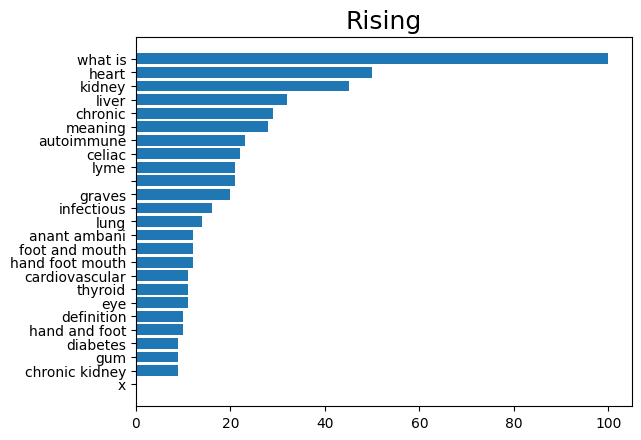 Rising
what is
heart
kidney
liver
chronic
meaning
autoimmune
celiac
lyme
graves
infectious
lung
anant ambani
foot and mouth
hand foot mouth
cardiovascular
thyroid
eye
definition
hand and foot
diabetes
gum
chronic kidney
x
0 20 40 60 80 100